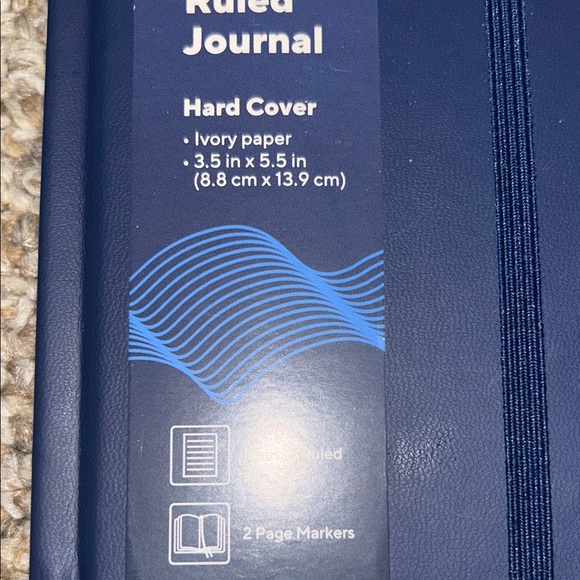 Ruled
Journal
Hard Cover
• Ivory paper
• 3.5 in x 5.5 in
(8.8 cm x 13.9 cm)
Ruled
2 Page Markers